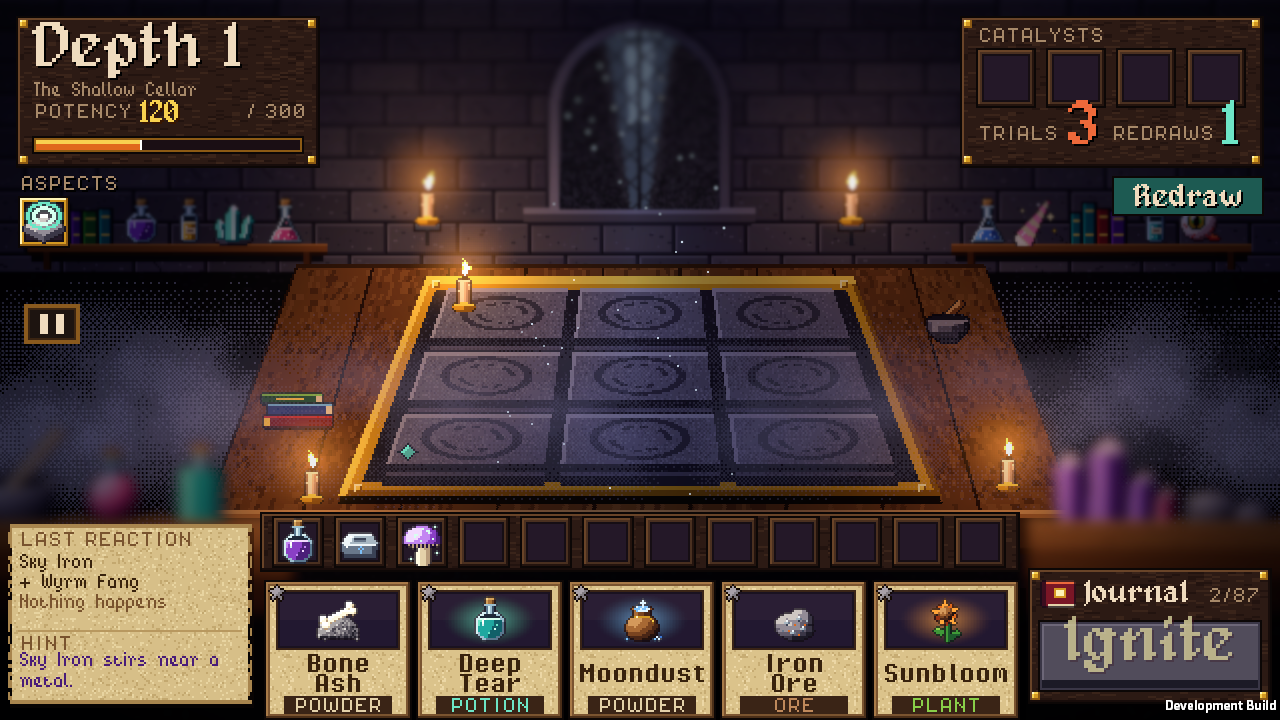 Depth 1
The Shallow Cellar
POTENCY 120 / 300
ASPECTS
CATALYSTS
TRIALS 3 REDRAWS 1
Redraw
LAST REACTION
Sky Iron
+ Wyrm Fang
Nothing happens
HINT
Sky Iron stirs near a
metal.
Bone
Ash
POWDER
Deep
Tear
POTION
Moondust
POWDER
Iron
Ore
ORE
Sunbloom
PLANT
Journal 2/87
Ignite
Development Build